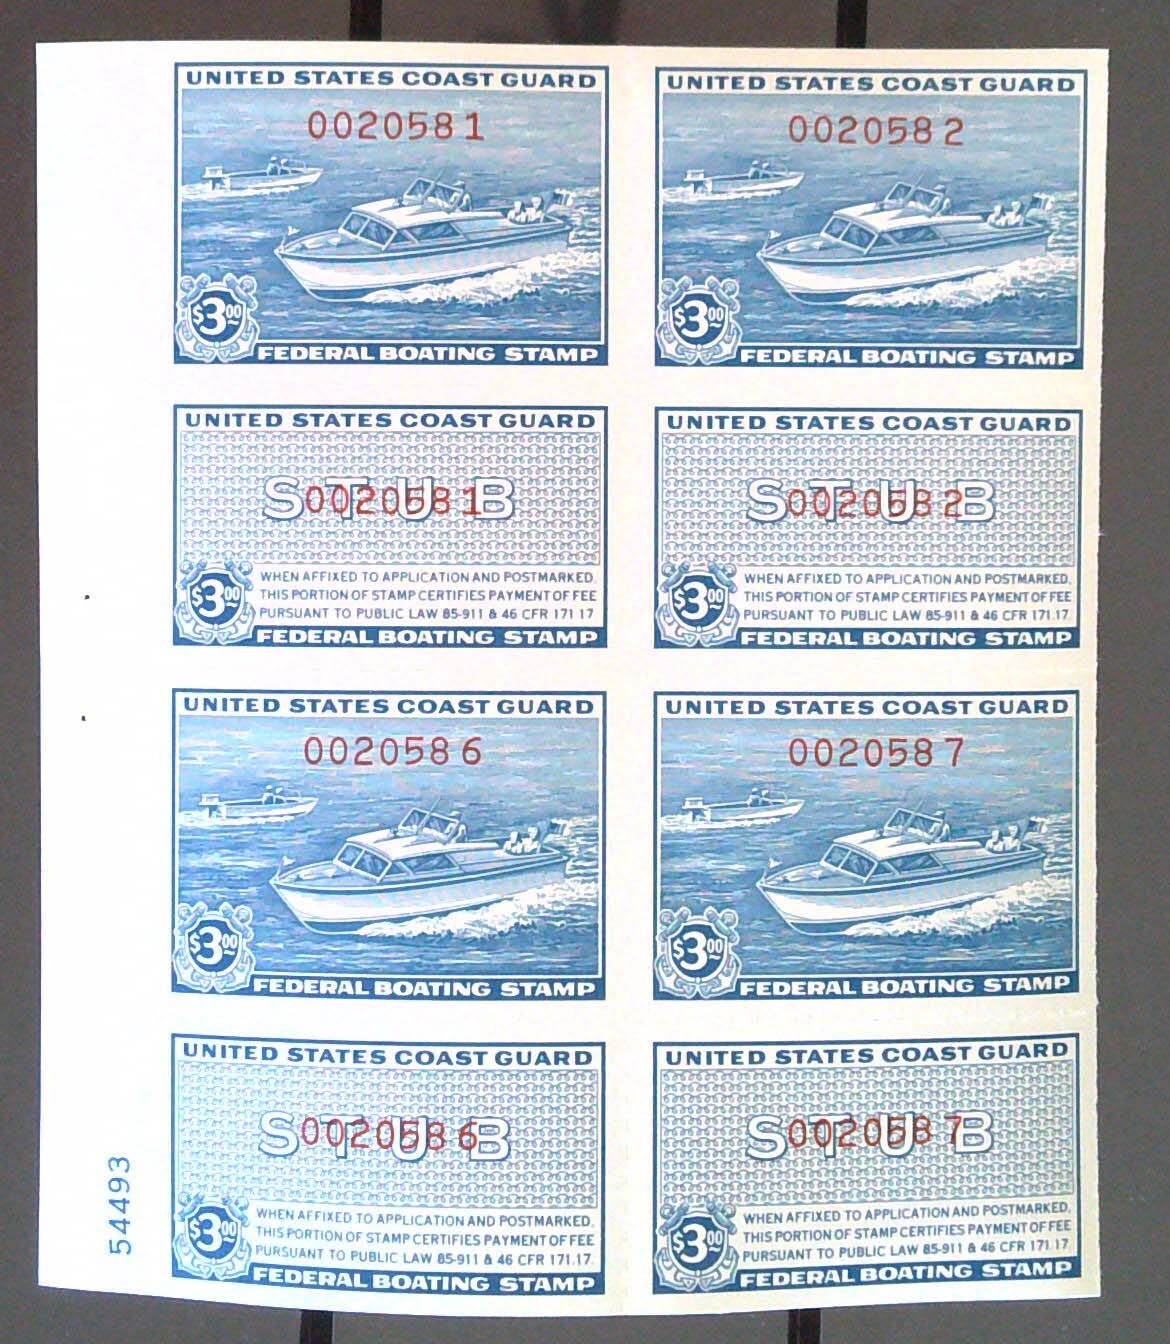 UNITED STATES COAST GUARD
0020581
$3.00
FEDERAL BOATING STAMP
UNITED STATES COAST GUARD
0020582
$3.00
FEDERAL BOATING STAMP
UNITED STATES COAST GUARD
STUB
0020581
$3.00
WHEN AFFIXED TO APPLICATION AND POSTMARKED,
THIS PORTION OF STAMP CERTIFIES PAYMENT OF FEE
PURSUANT TO PUBLIC LAW 85-911 & 46 CFR 171.17.
FEDERAL BOATING STAMP
UNITED STATES COAST GUARD
STUB
0020582
$3.00
WHEN AFFIXED TO APPLICATION AND POSTMARKED,
THIS PORTION OF STAMP CERTIFIES PAYMENT OF FEE
PURSUANT TO PUBLIC LAW 85-911 & 46 CFR 171.17.
FEDERAL BOATING STAMP
UNITED STATES COAST GUARD
0020586
$3.00
FEDERAL BOATING STAMP
UNITED STATES COAST GUARD
0020587
$3.00
FEDERAL BOATING STAMP
UNITED STATES COAST GUARD
STUB
0020586
$3.00
WHEN AFFIXED TO APPLICATION AND POSTMARKED,
THIS PORTION OF STAMP CERTIFIES PAYMENT OF FEE
PURSUANT TO PUBLIC LAW 85-911 & 46 CFR 171.17.
FEDERAL BOATING STAMP
UNITED STATES COAST GUARD
STUB
0020587
$3.00
WHEN AFFIXED TO APPLICATION AND POSTMARKED,
THIS PORTION OF STAMP CERTIFIES PAYMENT OF FEE
PURSUANT TO PUBLIC LAW 85-911 & 46 CFR 171.17.
FEDERAL BOATING STAMP
54493